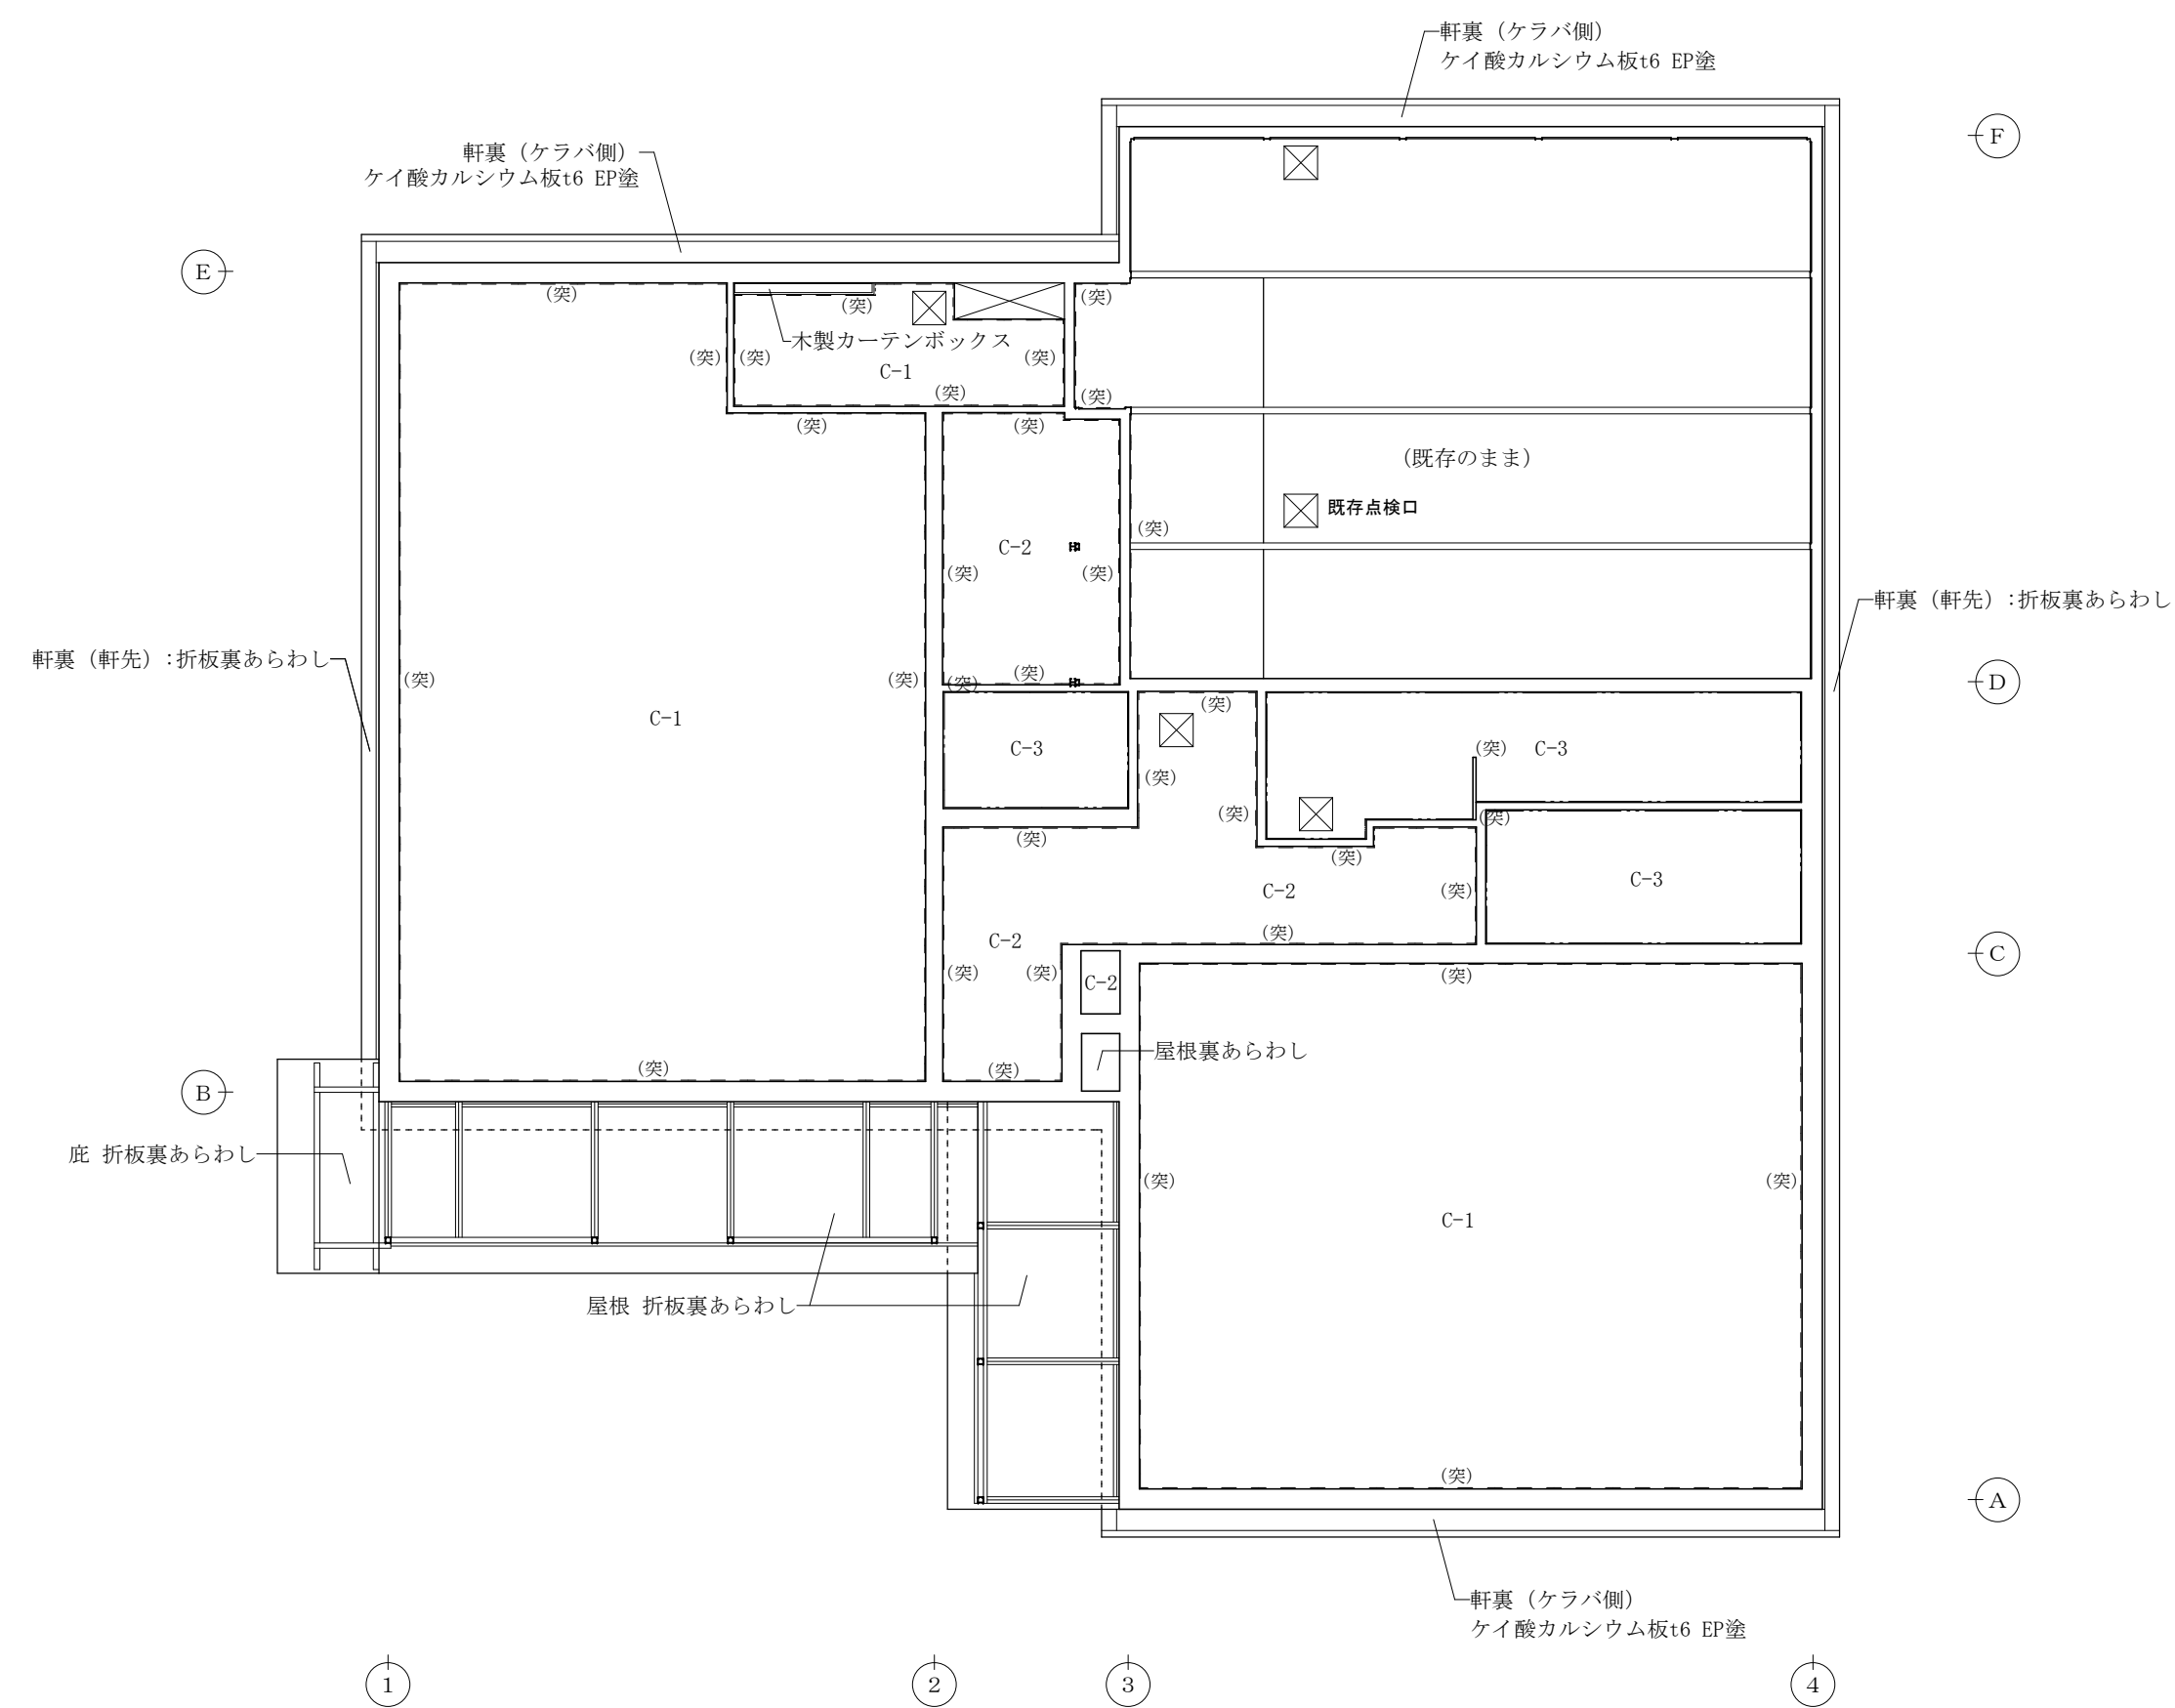 軒裏（ケラバ側）
ケイ酸カルシウム板t6 EP塗
F
軒裏（ケラバ側）
ケイ酸カルシウム板t6 EP塗
E
(突)
(突)
(突)
木製カーテンボックス
(突)
(突)
(突)
C-1
(突)
(突)
(突)
(突)
(突)
(既存のまま)
既存点検口
(突)
C-2
(突)
(突)
軒裏（軒先）:折板裏あらわし
軒裏（軒先）:折板裏あらわし
(突)
(突)
(突)
(突)
D
C-1
(突)
C-3
(突)
C-3
(突)
(突)
(突)
(突)
(突)
C-3
C-2
(突)
(突)
C-2
C
(突)
(突)
(突)
C-2
屋根裏あらわし
(突)
(突)
B
庇 折板裏あらわし
(突)
(突)
C-1
屋根 折板裏あらわし
(突)
A
軒裏（ケラバ側）
ケイ酸カルシウム板t6 EP塗
1
2
3
4